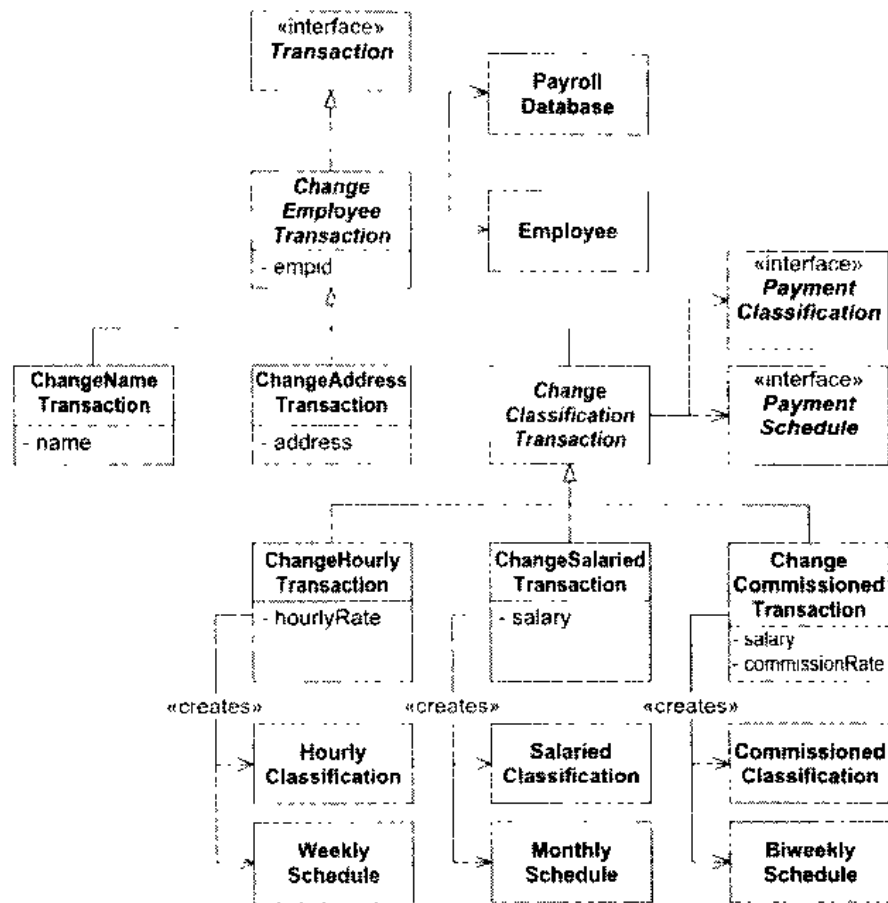 «interface»
Transaction
Payroll
Database
Change
Employee
Transaction
- empid
Employee
«interface»
Payment
Classification
ChangeName
Transaction
- name
ChangeAddress
Transaction
- address
Change
Classification
Transaction
«interface»
Payment
Schedule
ChangeHourly
Transaction
- hourlyRate
ChangeSalaried
Transaction
- salary
Change
Commissioned
Transaction
- salary
- commissionRate
«creates»
«creates»
«creates»
Hourly
Classification
Salaried
Classification
Commissioned
Classification
Weekly
Schedule
Monthly
Schedule
Biweekly
Schedule